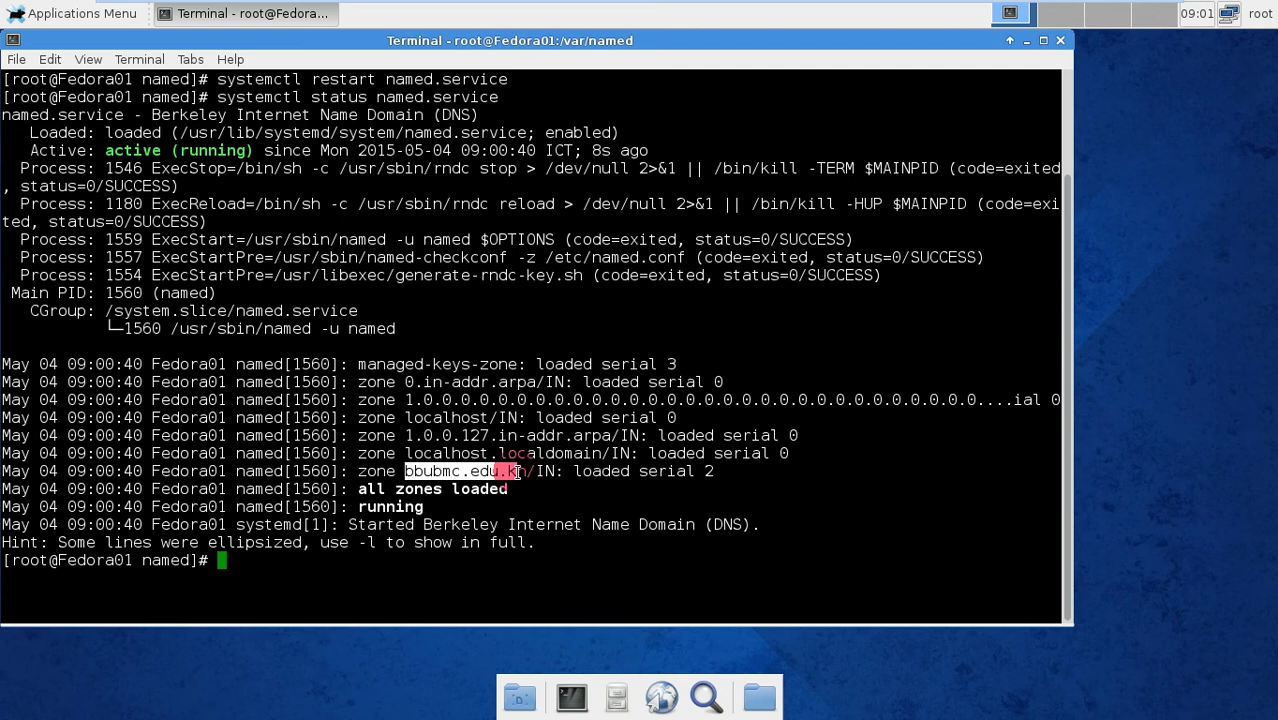 Applications Menu
Terminal - root@Fedora...
09:01
root
Terminal - root@Fedora01:/var/named
File Edit View Terminal Tabs Help
[root@Fedora01 named]# systemctl restart named.service
[root@Fedora01 named]# systemctl status named.service
named.service - Berkeley Internet Name Domain (DNS)
Loaded: loaded (/usr/lib/systemd/system/named.service; enabled)
Active: active (running) since Mon 2015-05-04 09:00:40 ICT; 8s ago
Process: 1546 ExecStop=/bin/sh -c /usr/sbin/rndc stop > /dev/null 2>&1 || /bin/kill -TERM $MAINPID (code=exited
, status=0/SUCCESS)
Process: 1180 ExecReload=/bin/sh -c /usr/sbin/rndc reload > /dev/null 2>&1 || /bin/kill -HUP $MAINPID (code=exi
ted, status=0/SUCCESS)
Process: 1559 ExecStart=/usr/sbin/named -u named $OPTIONS (code=exited, status=0/SUCCESS)
Process: 1557 ExecStartPre=/usr/sbin/named-checkconf -z /etc/named.conf (code=exited, status=0/SUCCESS)
Process: 1554 ExecStartPre=/usr/libexec/generate-rndc-key.sh (code=exited, status=0/SUCCESS)
Main PID: 1560 (named)
CGroup: /system.slice/named.service
└─1560 /usr/sbin/named -u named
May 04 09:00:40 Fedora01 named[1560]: managed-keys-zone: loaded serial 3
May 04 09:00:40 Fedora01 named[1560]: zone 0.in-addr.arpa/IN: loaded serial 0
May 04 09:00:40 Fedora01 named[1560]: zone 1.0.0.0.0.0.0.0.0.0.0.0.0.0.0.0.0.0.0.0.0.0.0.0.0.0.0.0.0.0.0....ial 0
May 04 09:00:40 Fedora01 named[1560]: zone localhost/IN: loaded serial 0
May 04 09:00:40 Fedora01 named[1560]: zone 1.0.0.127.in-addr.arpa/IN: loaded serial 0
May 04 09:00:40 Fedora01 named[1560]: zone localhost.localdomain/IN: loaded serial 0
May 04 09:00:40 Fedora01 named[1560]: zone bbubmc.edu.kh/IN: loaded serial 2
May 04 09:00:40 Fedora01 named[1560]: all zones loaded
May 04 09:00:40 Fedora01 named[1560]: running
May 04 09:00:40 Fedora01 systemd[1]: Started Berkeley Internet Name Domain (DNS).
Hint: Some lines were ellipsized, use -l to show in full.
[root@Fedora01 named]#